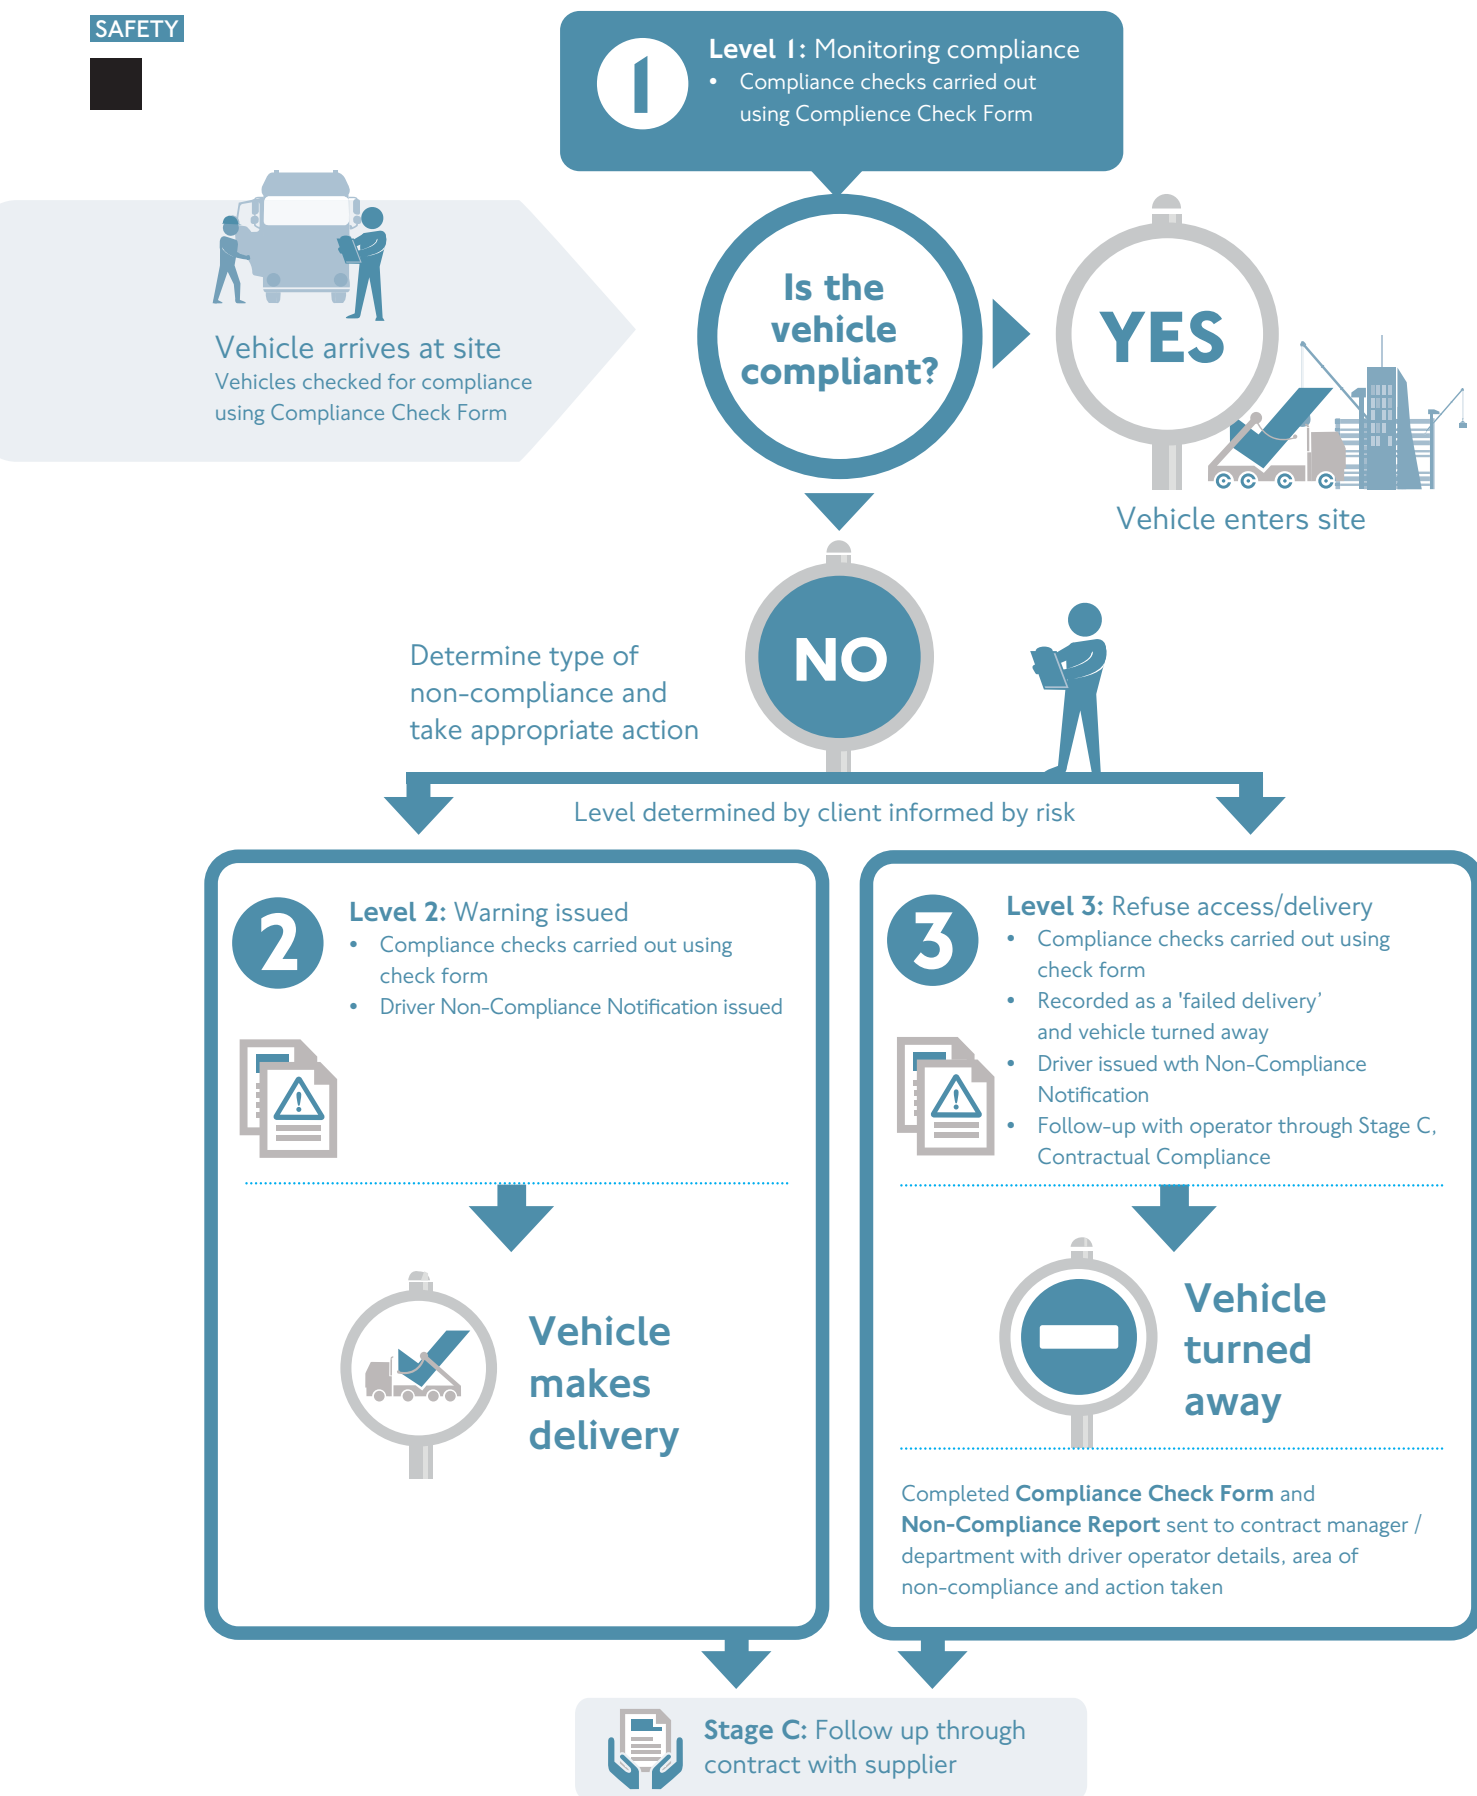 SAFETY
1
Level 1: Monitoring compliance
• Compliance checks carried out
using Complience Check Form
Vehicle arrives at site
Vehicles checked for compliance
using Compliance Check Form
Is the
vehicle
compliant?
YES
Vehicle enters site
NO
Determine type of
non-compliance and
take appropriate action
Level determined by client informed by risk
2
Level 2: Warning issued
• Compliance checks carried out using
check form
• Driver Non-Compliance Notification issued
Vehicle
makes
delivery
3
Level 3: Refuse access/delivery
• Compliance checks carried out using
check form
• Recorded as a 'failed delivery’
and vehicle turned away
• Driver issued wth Non-Compliance
Notification
• Follow-up with operator through Stage C,
Contractual Compliance
Vehicle
turned
away
Completed Compliance Check Form and
Non-Compliance Report sent to contract manager /
department with driver operator details, area of
non-compliance and action taken
Stage C: Follow up through
contract with supplier